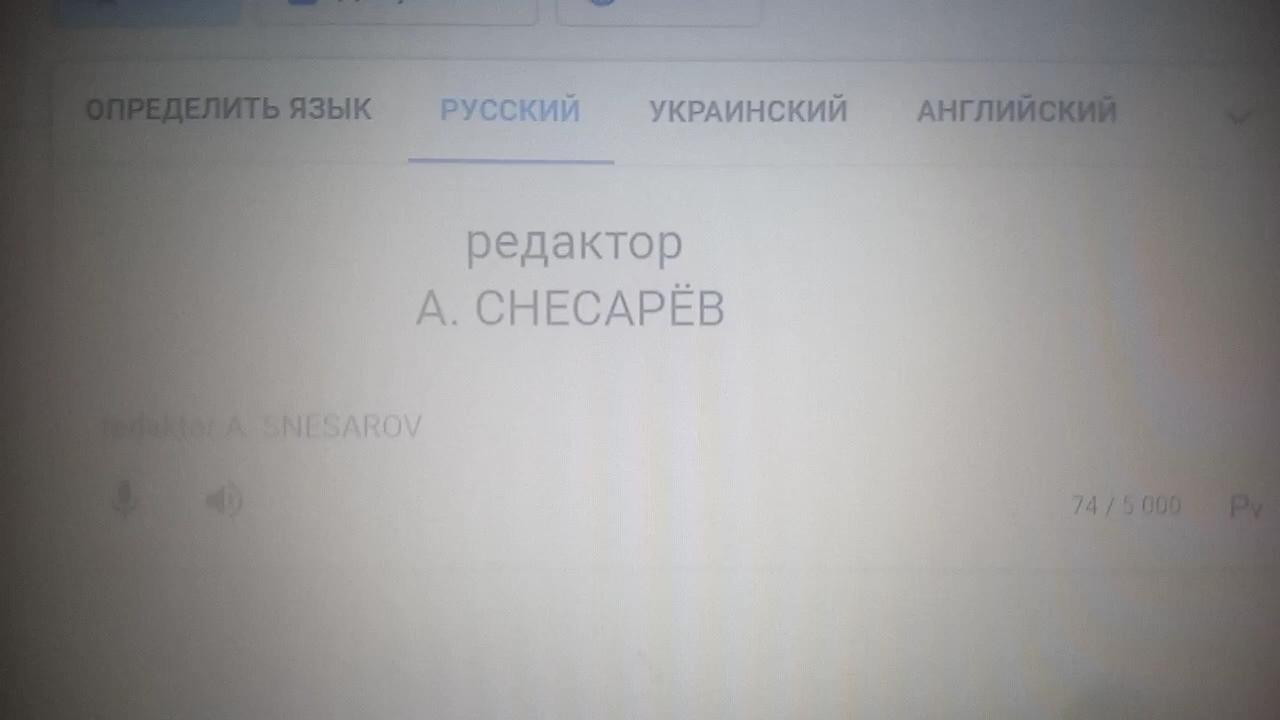 ОПРЕДЕЛИТЬ ЯЗЫК РУССКИЙ УКРАИНСКИЙ АНГЛИЙСКИЙ
редактор
А. СНЕСАРЁВ
redaktor A. SNESAROV
74 / 5 000